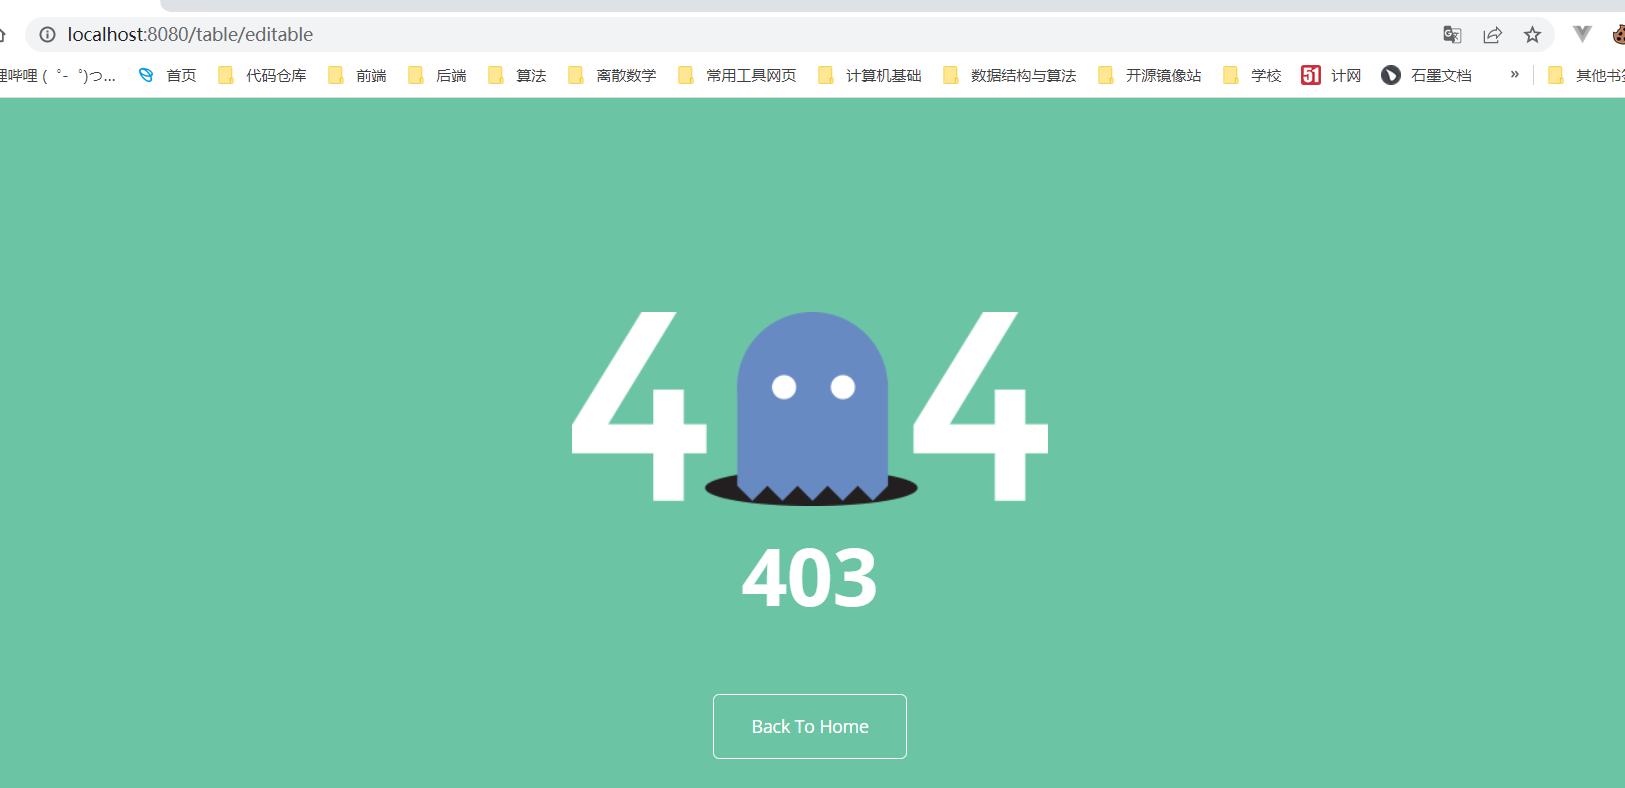 localhost:8080/table/editable
哩哔哩 (゜-゜)つ... 首页 代码仓库 前端 后端 算法 离散数学 常用工具网页 计算机基础 数据结构与算法 开源镜像站 学校 51 计网 石墨文档 » 其他书签
4 4
403
Back To Home